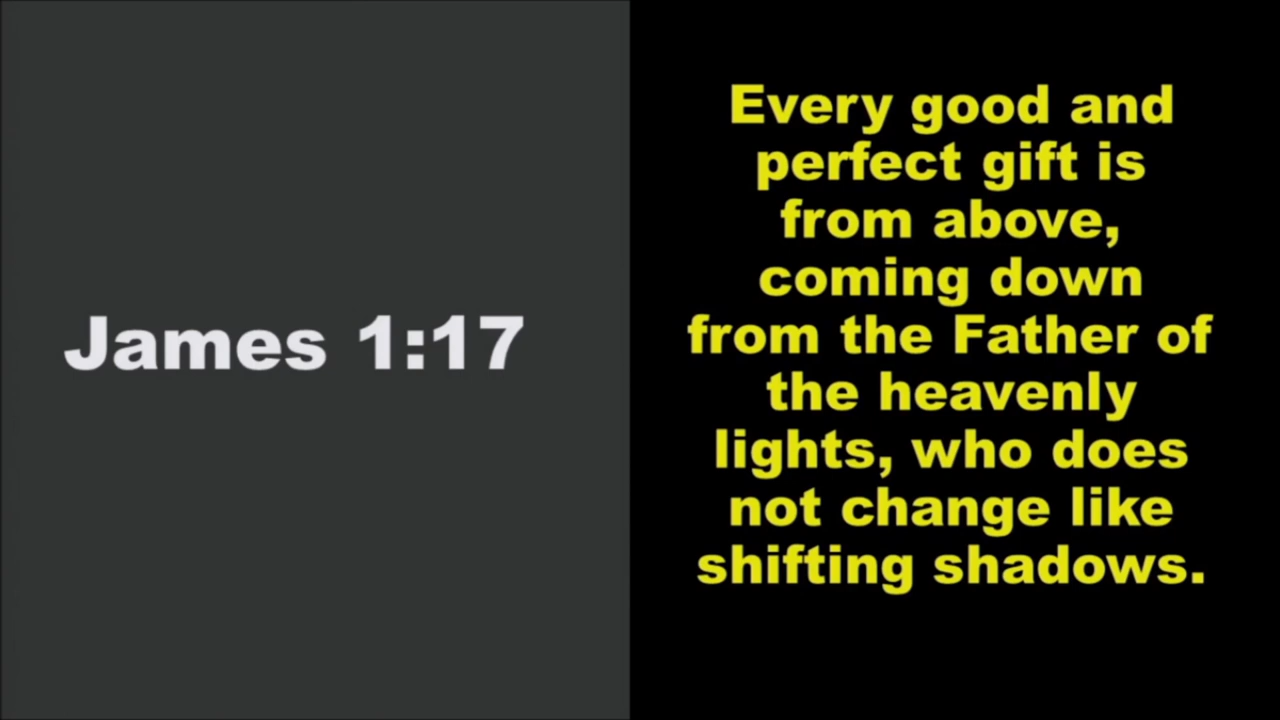 James 1:17
Every good and
perfect gift is
from above,
coming down
from the Father of
the heavenly
lights, who does
not change like
shifting shadows.